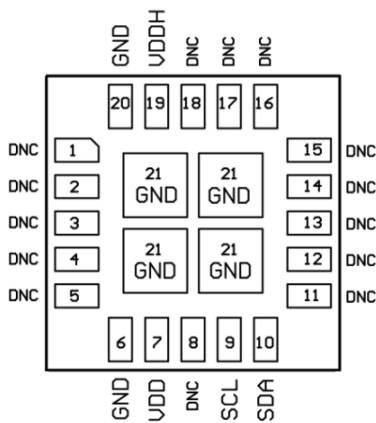 GND VDDH DNC DNC DNC
20 19 18 17 16
DNC 1 15 DNC
21 GND 21 GND
DNC 2 14 DNC
DNC 3 13 DNC
21 GND 21 GND
DNC 4 12 DNC
DNC 5 11 DNC
6 7 8 9 10
GND VDD DNC SCL SDA